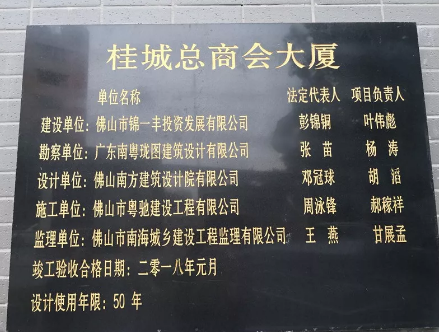 桂城总商会大厦
单位名称 法定代表人 项目负责人
建设单位：佛山市锦一丰投资发展有限公司 彭锦铜 叶伟彪
勘察单位：广东南粤珑图建筑设计有限公司 张苗 杨涛
设计单位：佛山南方建筑设计院有限公司 邓冠球 胡滔
施工单位：佛山市粤驰建设工程有限公司 周泳锋 郝稼祥
监理单位：佛山市南海城乡建设工程监理有限公司 王燕 甘展孟
竣工验收合格日期：二零一八年元月
设计使用年限：50年